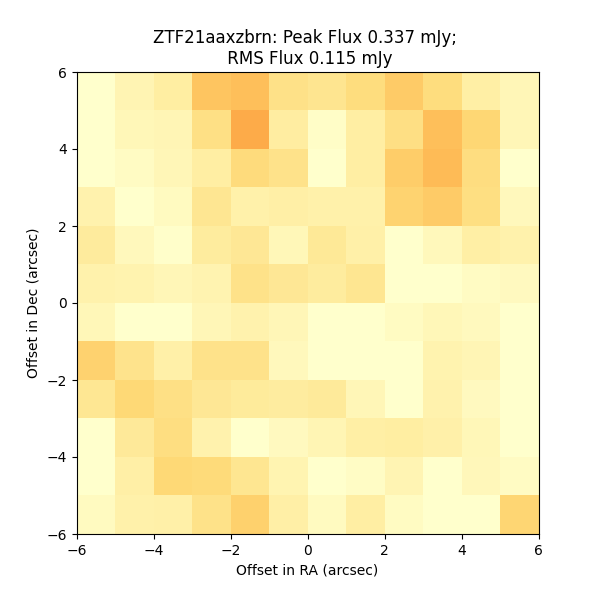 ZTF21aaxzbrn: Peak Flux 0.337 mJy;
RMS Flux 0.115 mJy
6
4
2
0
−2
−4
−6
Offset in Dec (arcsec)
−6 −4 −2 0 2 4 6
Offset in RA (arcsec)